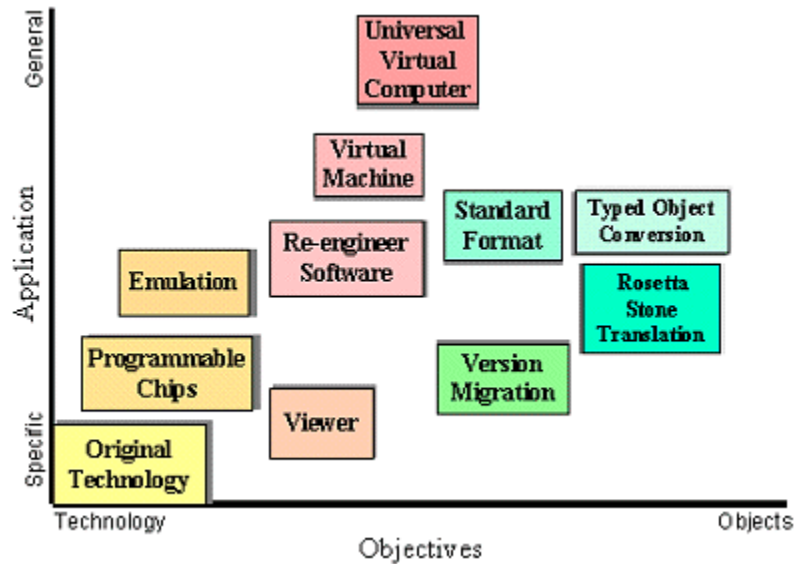 General
Universal
Virtual
Computer
Virtual
Machine
Standard
Format
Typed Object
Conversion
Re-engineer
Software
Application
Emulation
Rosetta
Stone
Translation
Programmable
Chips
Version
Migration
Viewer
Specific
Original
Technology
Technology
Objects
Objectives